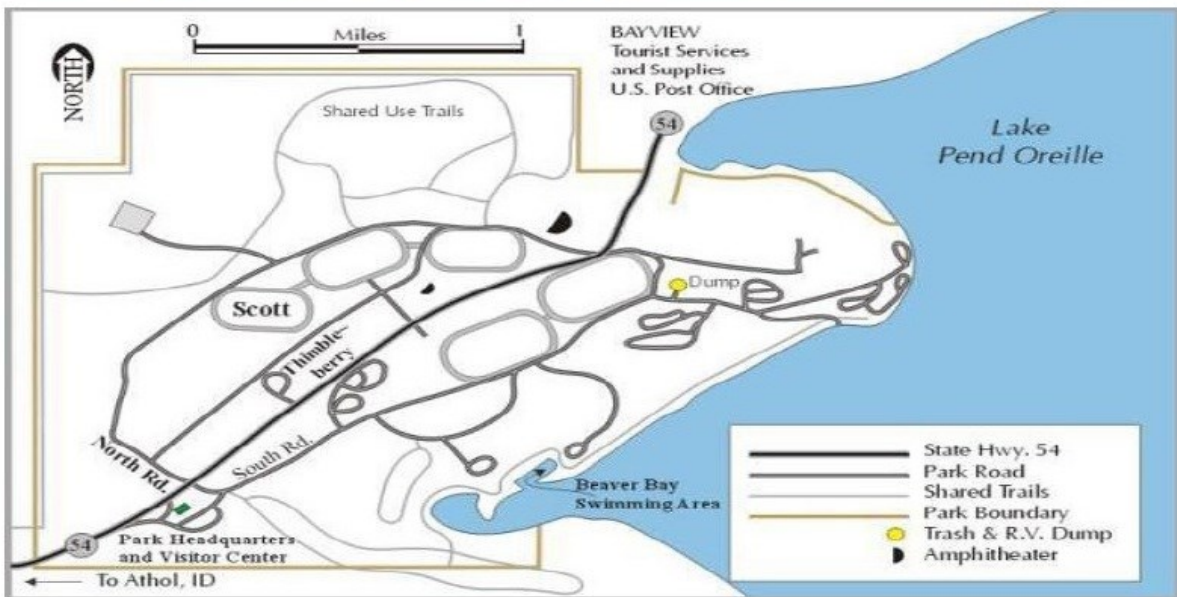 0 Miles 1
NORTH
BAYVIEW
Tourist Services
and Supplies
U.S. Post Office
Shared Use Trails
54
Lake
Pend Oreille
Dump
Scott
Thimble-
berry
North Rd.
South Rd.
Beaver Bay
Swimming Area
Park Headquarters
and Visitor Center
54
To Athol, ID
State Hwy. 54
Park Road
Shared Trails
Park Boundary
Trash & R.V. Dump
Amphitheater